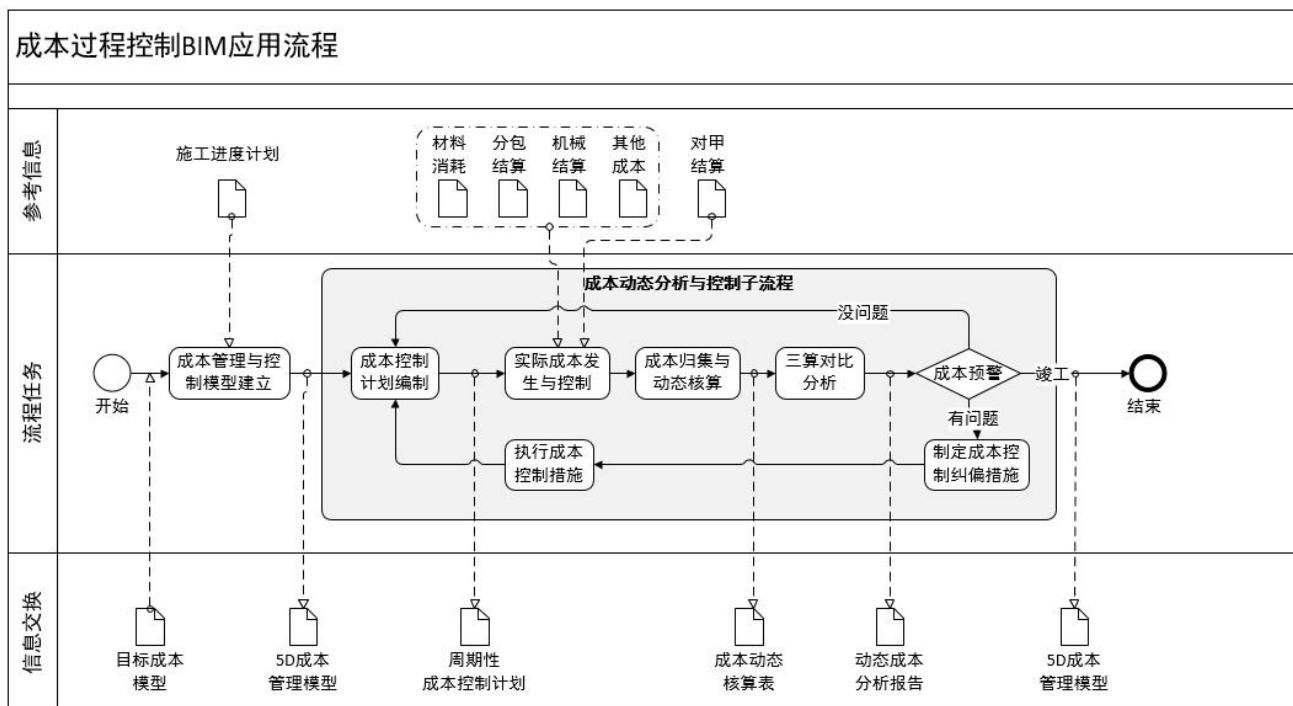 成本过程控制BIM应用流程
参考信息
施工进度计划
材料
消耗
分包
结算
机械
结算
其他
成本
对甲
结算
流程任务
成本动态分析与控制子流程
没问题
开始
成本管理与控
制模型建立
成本控制
计划编制
实际成本发
生与控制
成本归集与
动态核算
三算对比
分析
成本预警
竣工
结束
有问题
执行成本
控制措施
制定成本控
制纠偏措施
信息交换
目标成本
模型
5D成本
管理模型
周期性
成本控制计划
成本动态
核算表
动态成本
分析报告
5D成本
管理模型